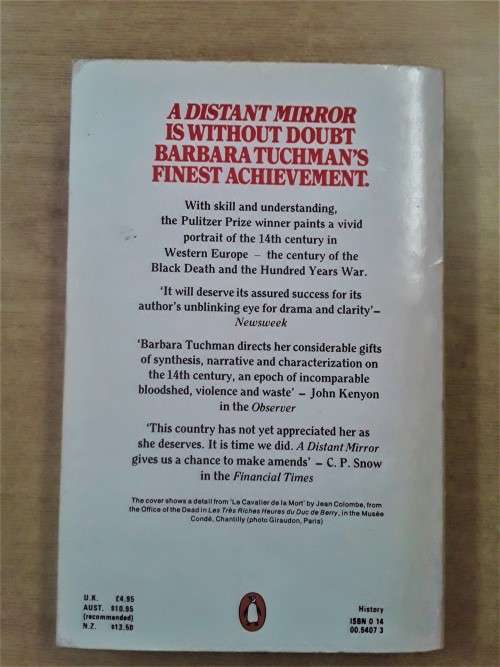 A DISTANT MIRROR
IS WITHOUT DOUBT
BARBARA TUCHMAN'S
FINEST ACHIEVEMENT.
With skill and understanding,
the Pulitzer Prize winner paints a vivid
portrait of the 14th century in
Western Europe – the century of the
Black Death and the Hundred Years War.
'It will deserve its assured success for its
author's unblinking eye for drama and clarity' –
Newsweek
'Barbara Tuchman directs her considerable gifts
of synthesis, narrative and characterization on
the 14th century, an epoch of incomparable
bloodshed, violence and waste' – John Kenyon
in the Observer
'This country has not yet appreciated her as
she deserves. It is time we did. A Distant Mirror
gives us a chance to make amends' – C. P. Snow
in the Financial Times
The cover shows a detail from 'Le Cavalier de la Mort' by Jean Colombe, from
the Office of the Dead in Les Très Riches Heures du Duc de Berry, in the Musée
Condé, Chantilly (photo Giraudon, Paris)
U.K. £4.95
AUST. $10.95
(recommended)
N.Z. $13.50
History
ISBN 0 14
00.5407 3